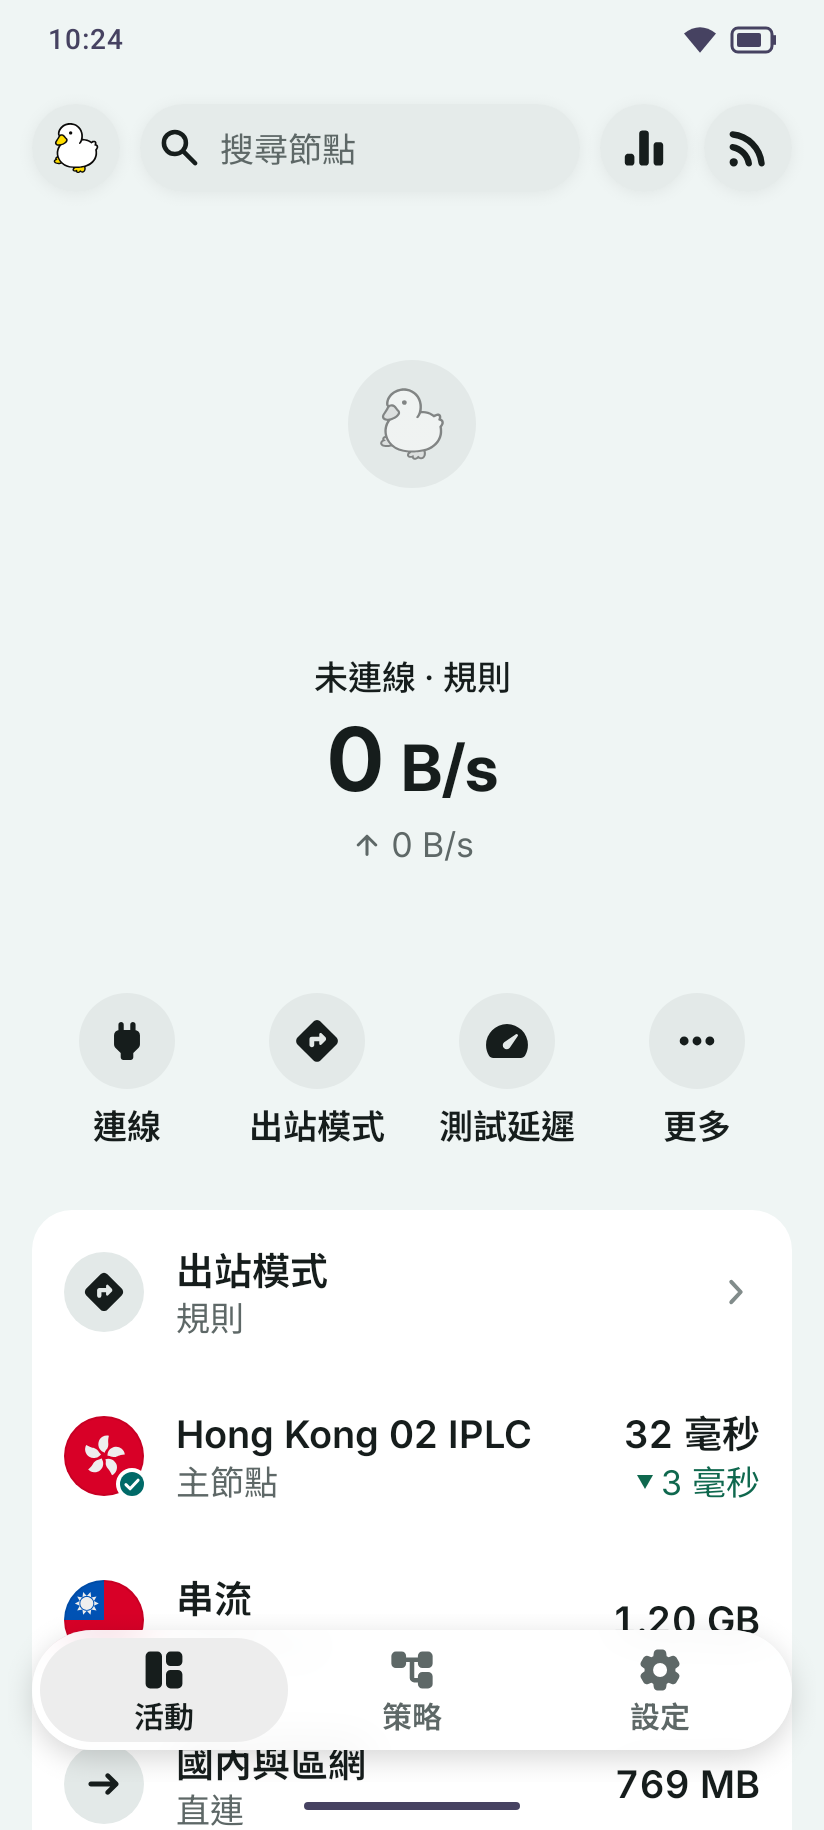 10:24
搜尋節點
未連線 · 規則
0 B/s
↑ 0 B/s
連線
出站模式
測試延遲
更多
出站模式
規則
Hong Kong 02 IPLC
32 毫秒
主節點
▼3 毫秒
串流
1.20 GB
活動
策略
設定
國內與區網
769 MB
直連